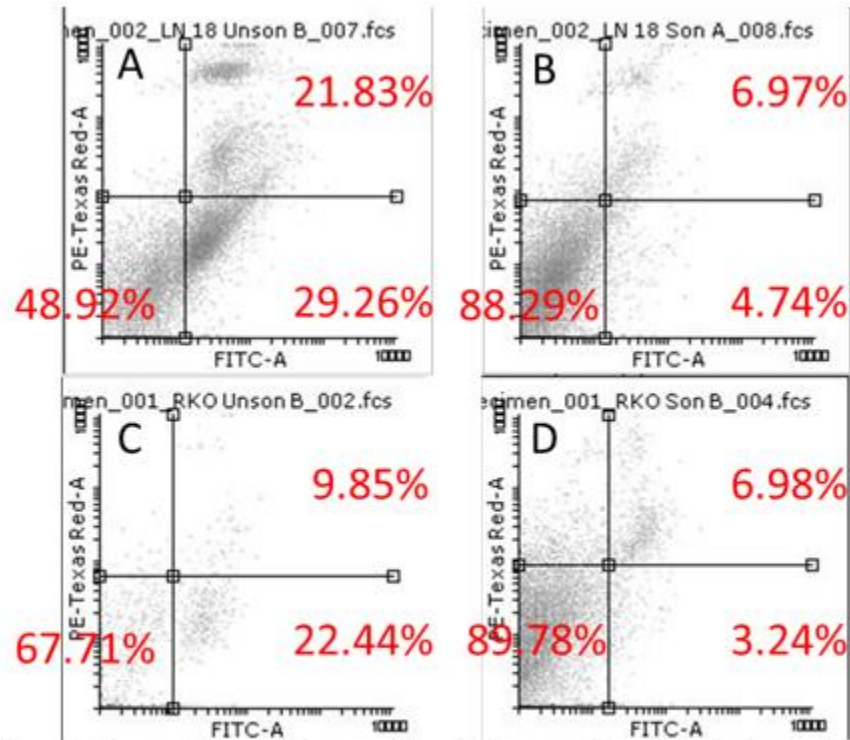 men_002_LN 18 Unson B_007.fcs
A
21.83%
PE-Texas Red-A
48.92%
29.26%
FITC-A
10000
cimen_002_LN 18 Son A_008.fcs
B
6.97%
PE-Texas Red-A
88.29%
4.74%
FITC-A
10000
men_001_RKO Unson B_002.fcs
C
9.85%
PE-Texas Red-A
67.71%
22.44%
FITC-A
10000
ecimen_001_RKO Son B_004.fcs
D
6.98%
PE-Texas Red-A
89.78%
3.24%
FITC-A
10000